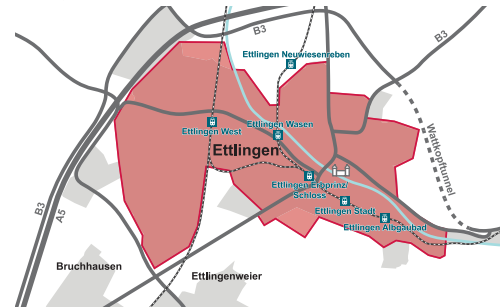 B3
B3
Ettlingen Neuwiesenreben
Wattkopftunnel
Ettlingen Wasen
Ettlingen West
Ettlingen
Ettlingen Erbprinz/
Schloss
Ettlingen Stadt
Ettlingen Albgaubad
B3
A5
Bruchhausen
Ettlingenweier